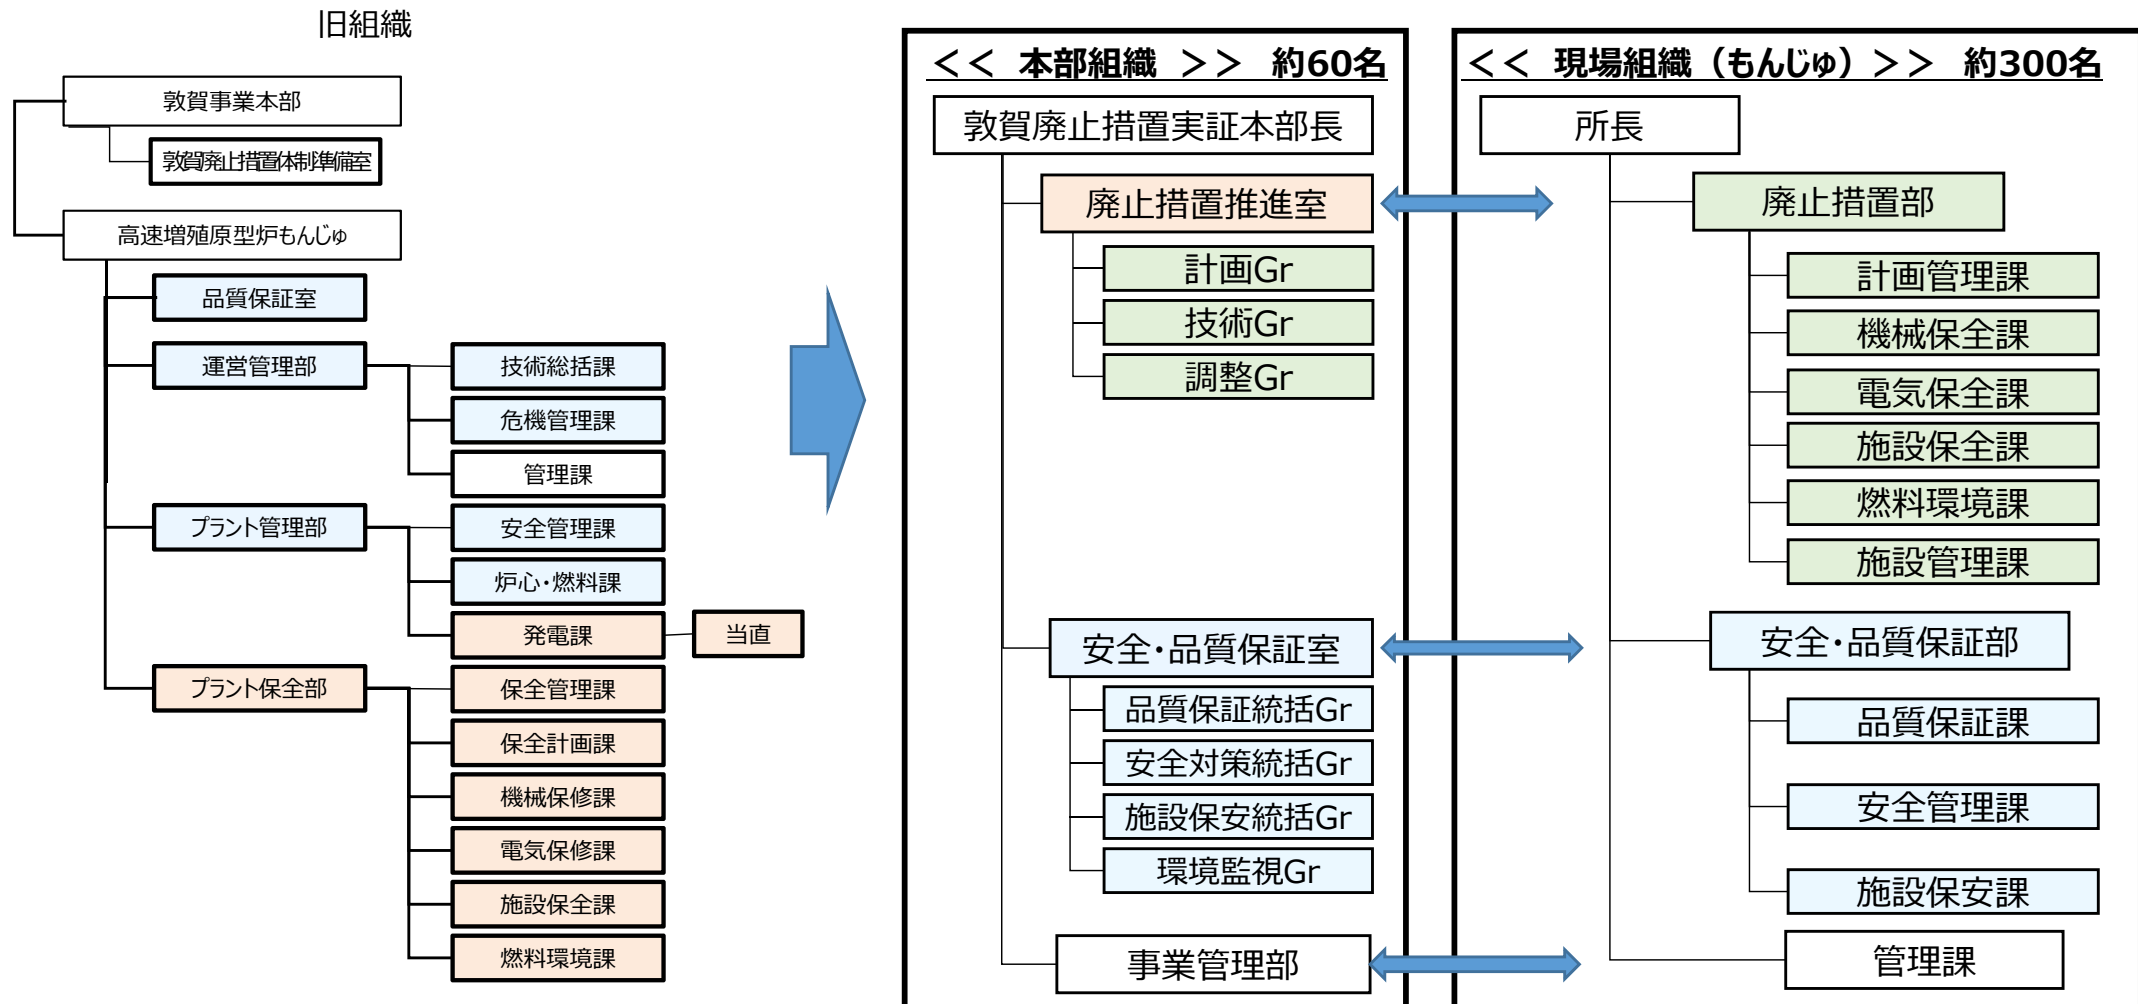 旧組織
敦賀事業本部
敦賀廃止措置体制準備室
高速増殖原型炉もんじゅ
品質保証室
運営管理部
技術総括課
危機管理課
管理課
プラント管理部
安全管理課
炉心・燃料課
発電課
当直
プラント保全部
保全管理課
保全計画課
機械保修課
電気保修課
施設保全課
燃料環境課
＜＜ 本部組織 ＞＞ 約60名
敦賀廃止措置実証本部長
廃止措置推進室
計画Gr
技術Gr
調整Gr
安全・品質保証室
品質保証統括Gr
安全対策統括Gr
施設保安統括Gr
環境監視Gr
事業管理部
＜＜ 現場組織（もんじゅ）＞＞ 約300名
所長
廃止措置部
計画管理課
機械保全課
電気保全課
施設保全課
燃料環境課
施設管理課
安全・品質保証部
品質保証課
安全管理課
施設保安課
管理課